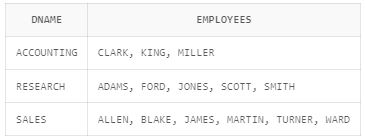 DNAME EMPLOYEES
ACCOUNTING CLARK, KING, MILLER
RESEARCH ADAMS, FORD, JONES, SCOTT, SMITH
SALES ALLEN, BLAKE, JAMES, MARTIN, TURNER, WARD